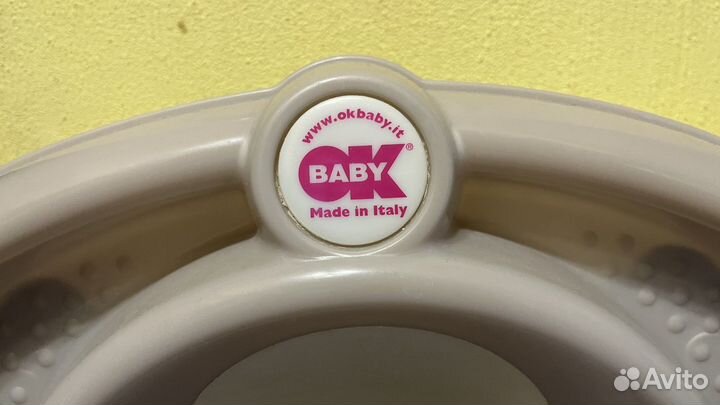 www.okbaby.it
OK®
BABY
Made in Italy
Avito